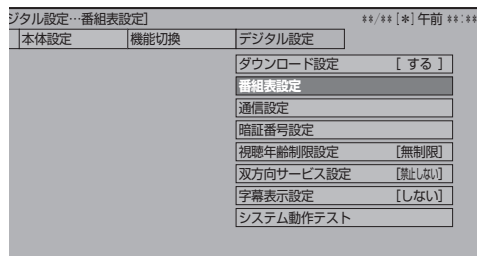 ジタル設定…番組表設定] **/**[*]午前 **:**
本体設定 機能切換 デジタル設定
ダウンロード設定 [ する ]
番組表設定
通信設定
暗証番号設定
視聴年齢制限設定 [無制限]
双方向サービス設定 [禁止しない]
字幕表示設定 [しない]
システム動作テスト